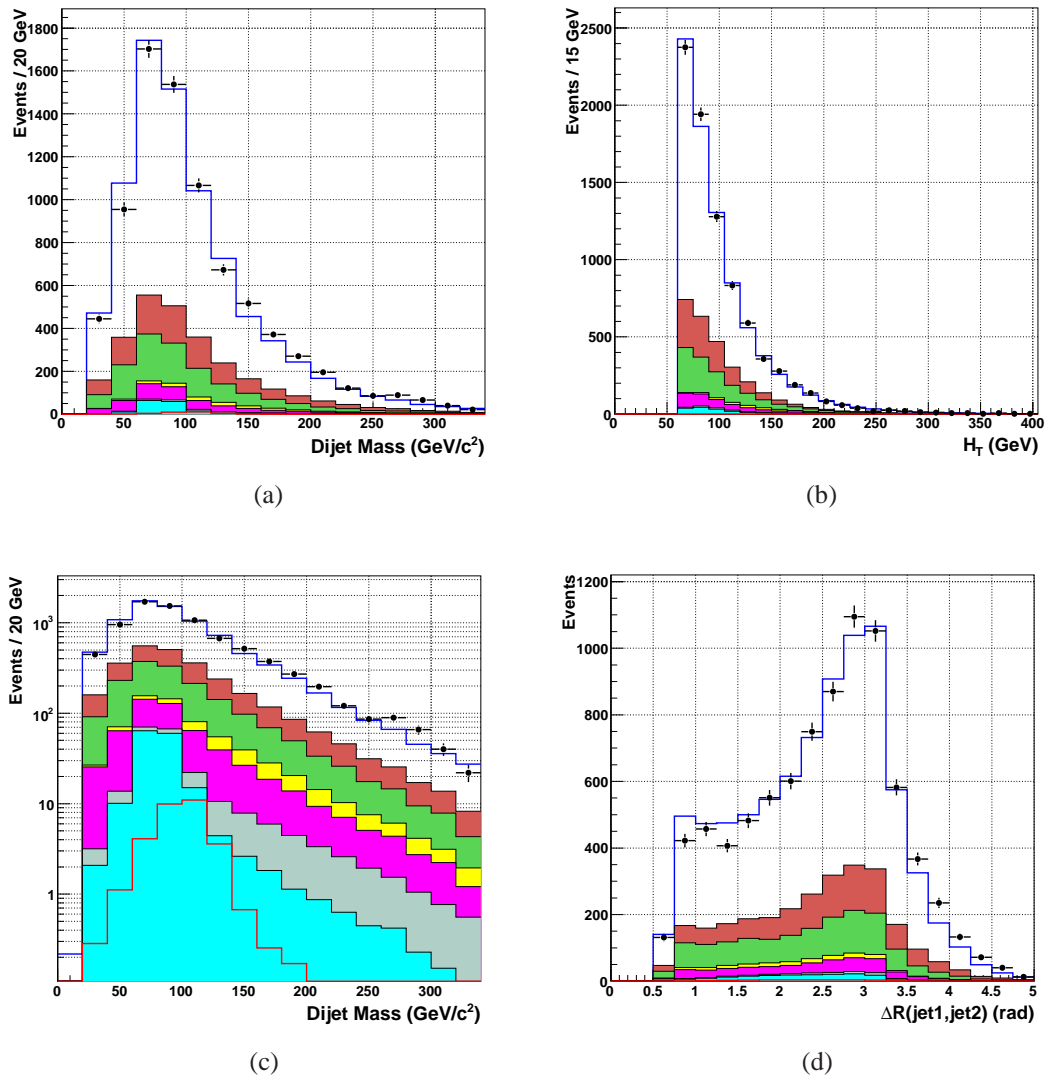 Events / 20 GeV
1800
1600
1400
1200
1000
800
600
400
200
0
0 50 100 150 200 250 300
Dijet Mass (GeV/c²)
(a)
Events / 15 GeV
2500
2000
1500
1000
500
0
0 50 100 150 200 250 300 350 400
H_T (GeV)
(b)
Events / 20 GeV
10³
10²
10
1
0 50 100 150 200 250 300
Dijet Mass (GeV/c²)
(c)
Events
1200
1000
800
600
400
200
0
0 0.5 1 1.5 2 2.5 3 3.5 4 4.5 5
ΔR(jet1,jet2) (rad)
(d)